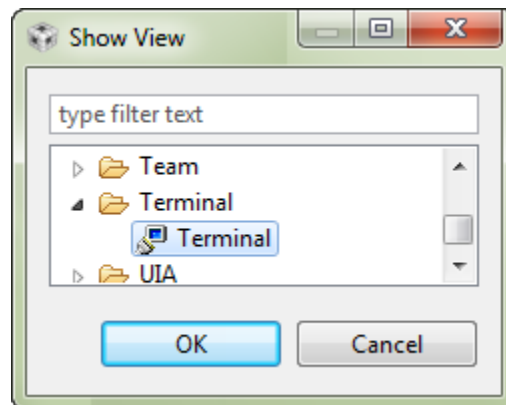 Show View
type filter text
Team
Terminal
Terminal
UIA
OK Cancel